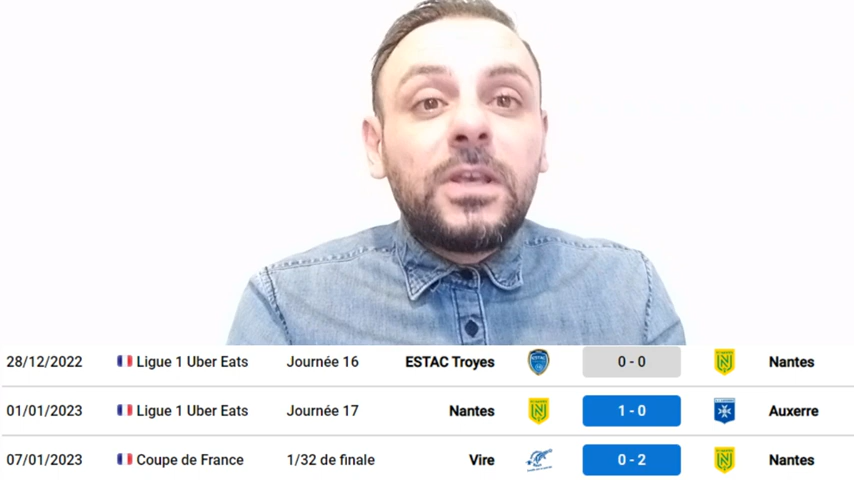 28/12/2022 Ligue 1 Uber Eats Journée 16 ESTAC Troyes ESTAC 0 - 0 N Nantes
01/01/2023 Ligue 1 Uber Eats Journée 17 Nantes N 1 - 0 Auxerre
07/01/2023 Coupe de France 1/32 de finale Vire 0 - 2 N Nantes